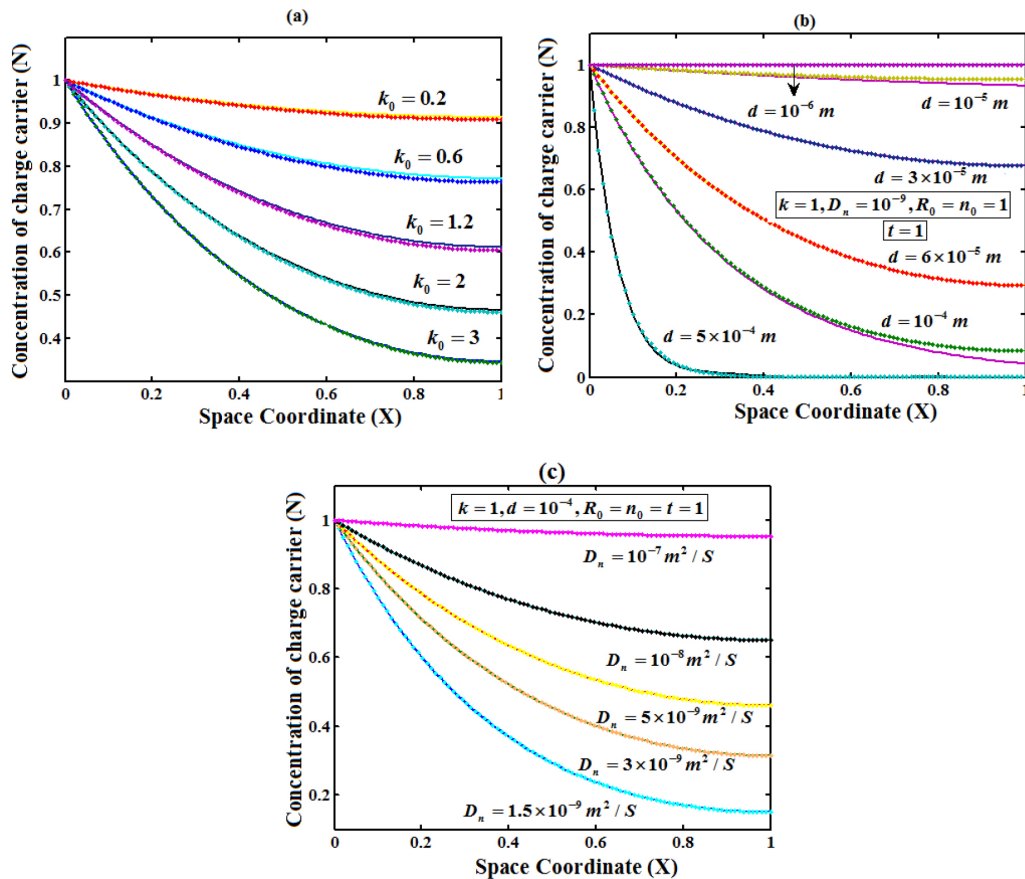 (a)
Concentration of charge carrier (N)
1
0.9
0.8
0.7
0.6
0.5
0.4
k₀ = 0.2
k₀ = 0.6
k₀ = 1.2
k₀ = 2
k₀ = 3
0 0.2 0.4 0.6 0.8 1
Space Coordinate (X)
(b)
Concentration of charge carrier (N)
1
0.8
0.6
0.4
0.2
0
d = 10⁻⁶ m
d = 10⁻⁵ m
d = 3×10⁻⁵ m
k = 1, Dₙ = 10⁻⁹, R₀ = n₀ = 1
t = 1
d = 6×10⁻⁵ m
d = 10⁻⁴ m
d = 5×10⁻⁴ m
0 0.2 0.4 0.6 0.8 1
Space Coordinate (X)
(c)
Concentration of charge carrier (N)
1
0.8
0.6
0.4
0.2
k = 1, d = 10⁻⁴, R₀ = n₀ = t = 1
Dₙ = 10⁻⁷ m² / S
Dₙ = 10⁻⁸ m² / S
Dₙ = 5×10⁻⁹ m² / S
Dₙ = 3×10⁻⁹ m² / S
Dₙ = 1.5×10⁻⁹ m² / S
0 0.2 0.4 0.6 0.8 1
Space Coordinate (X)